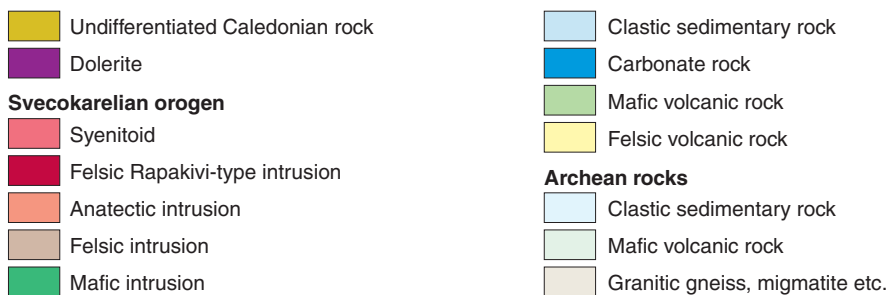 Undifferentiated Caledonian rock
Dolerite
Svecokarelian orogen
Syenitoid
Felsic Rapakivi-type intrusion
Anatectic intrusion
Felsic intrusion
Mafic intrusion
Clastic sedimentary rock
Carbonate rock
Mafic volcanic rock
Felsic volcanic rock
Archean rocks
Clastic sedimentary rock
Mafic volcanic rock
Granitic gneiss, migmatite etc.